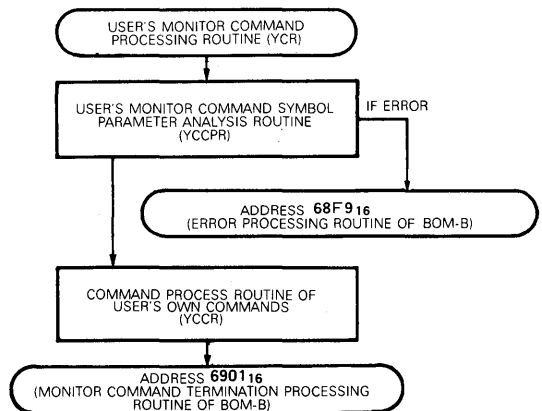 USER'S MONITOR COMMAND
PROCESSING ROUTINE (YCR)
USER'S MONITOR COMMAND SYMBOL
PARAMETER ANALYSIS ROUTINE
(YCCPR)
IF ERROR
ADDRESS 68F9₁₆
(ERROR PROCESSING ROUTINE OF BOM-B)
COMMAND PROCESS ROUTINE OF
USER'S OWN COMMANDS
(YCCR)
ADDRESS 6901₁₆
(MONITOR COMMAND TERMINATION PROCESSING
ROUTINE OF BOM-B)